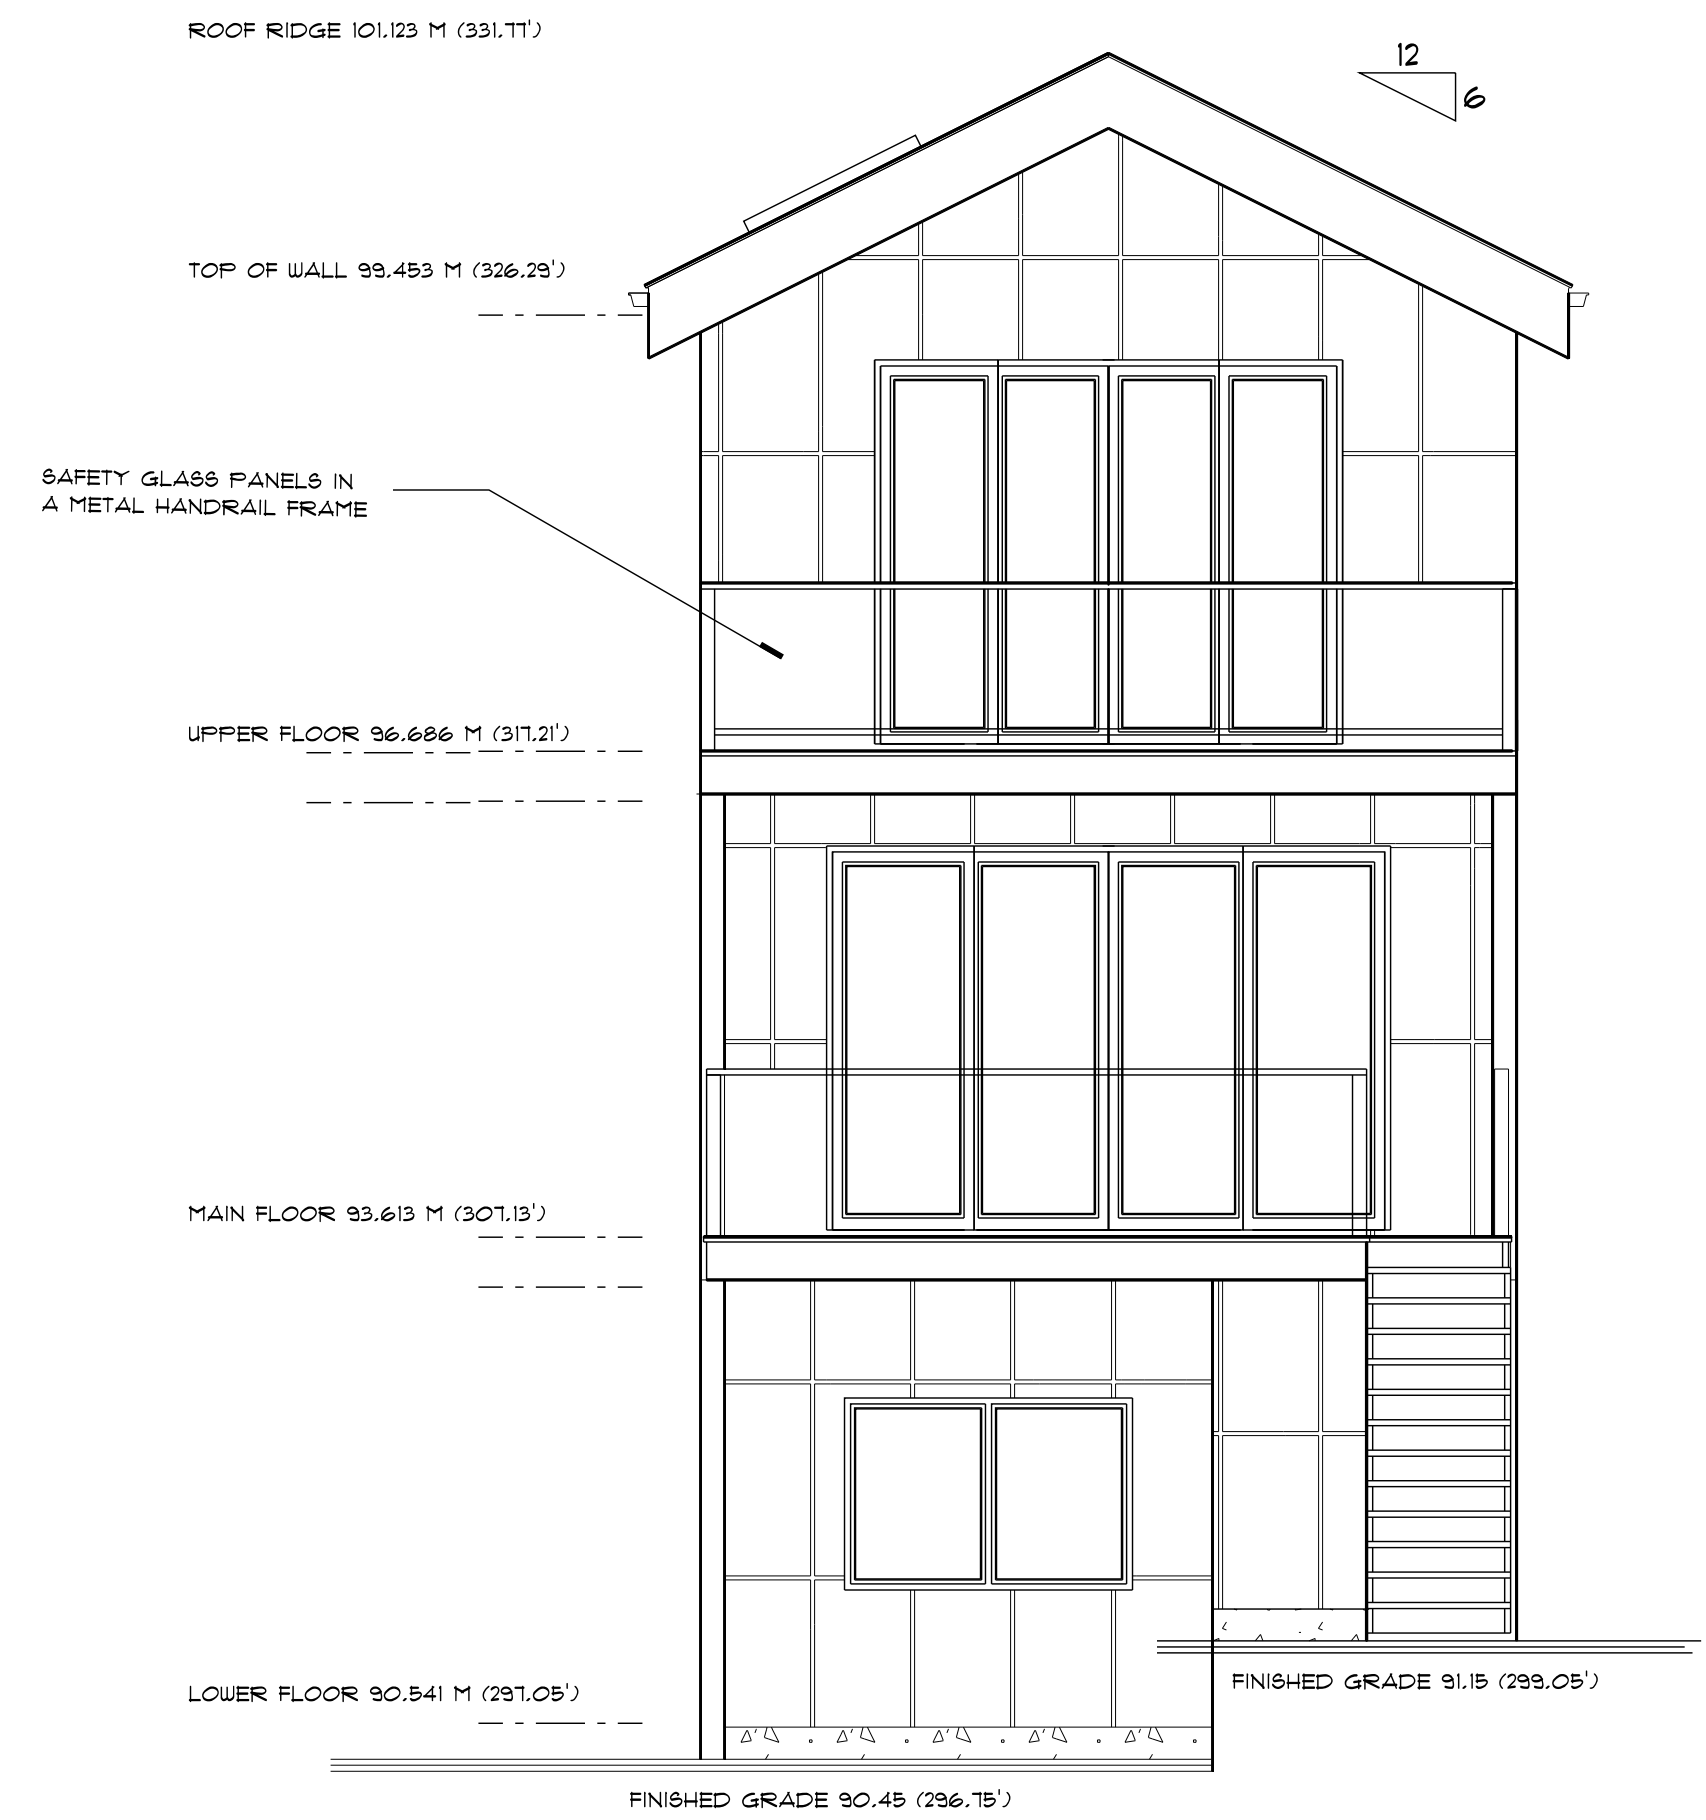 ROOF RIDGE 101.123 M (331.77')
12
6
TOP OF WALL 99.453 M (326.29')
SAFETY GLASS PANELS IN
A METAL HANDRAIL FRAME
UPPER FLOOR 96.686 M (317.21')
MAIN FLOOR 93.613 M (307.13')
FINISHED GRADE 91.15 (299.05')
LOWER FLOOR 90.541 M (297.05')
FINISHED GRADE 90.45 (296.75')